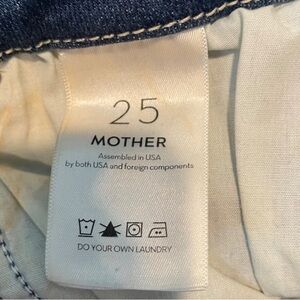 25
MOTHER
Assembled in USA
by both USA and foreign components
DO YOUR OWN LAUNDRY